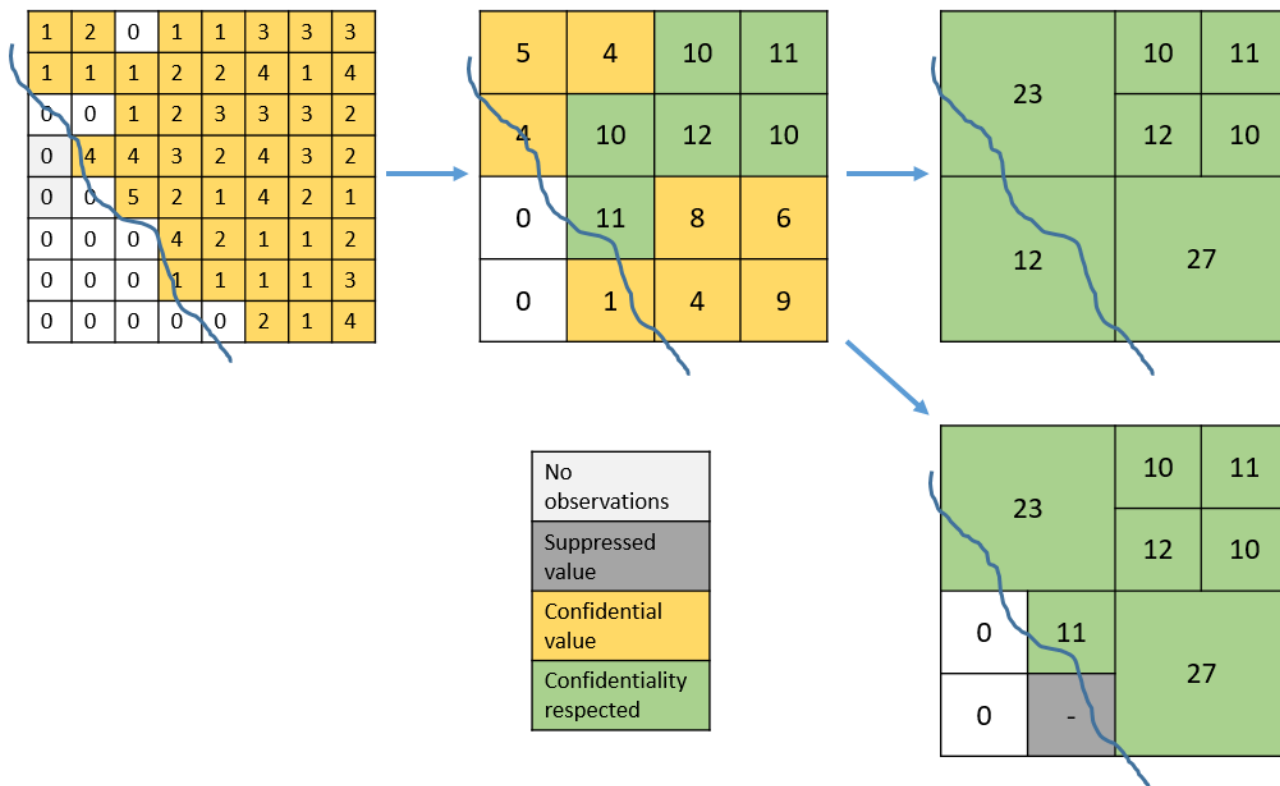 1 2 0 1 1 3 3 3
1 1 1 2 2 4 1 4
0 0 1 2 3 3 3 2
0 4 4 3 2 4 3 2
0 0 5 2 1 4 2 1
0 0 0 4 2 1 1 2
0 0 0 1 1 1 1 3
0 0 0 0 0 2 1 4
5 4 10 11
4 10 12 10
0 11 8 6
0 1 4 9
23 10 11
12 10
12 27
No
observations
Suppressed
value
Confidential
value
Confidentiality
respected
23 10 11
12 10
0 11 27
0 -